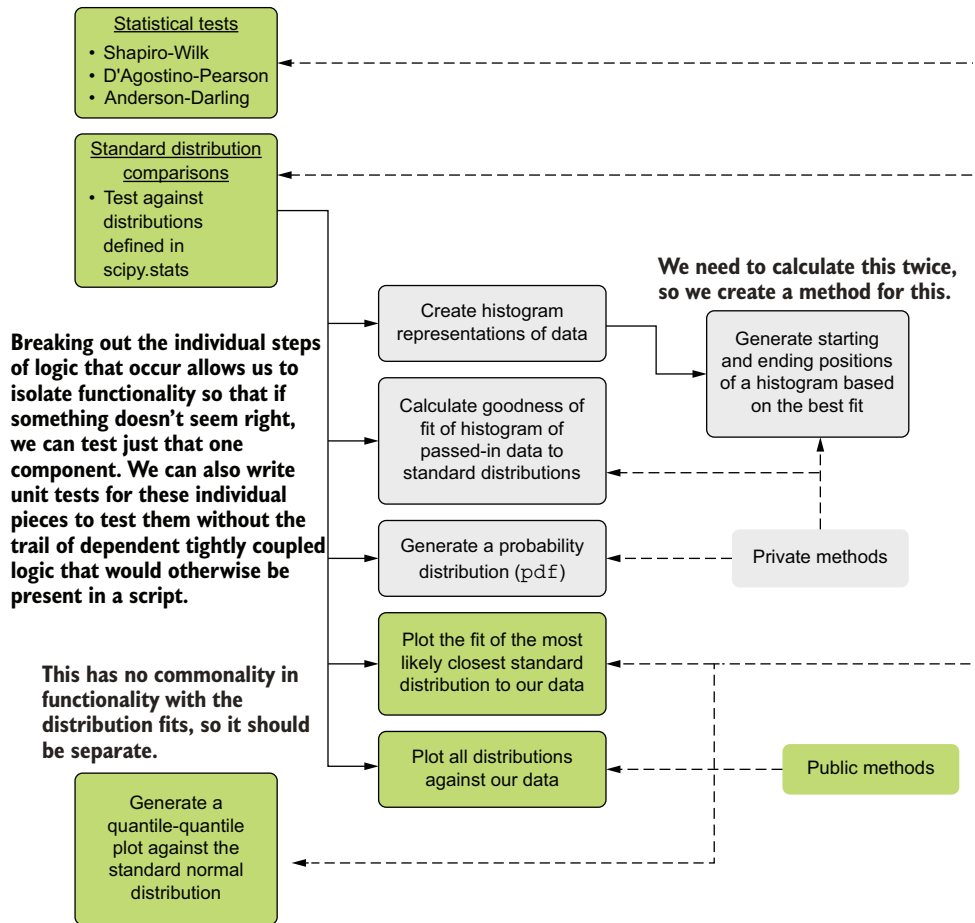 Statistical tests
• Shapiro-Wilk
• D'Agostino-Pearson
• Anderson-Darling
Standard distribution
comparisons
• Test against
distributions
defined in
scipy.stats
We need to calculate this twice,
so we create a method for this.
Create histogram
representations of data
Generate starting
and ending positions
of a histogram based
on the best fit
Breaking out the individual steps
of logic that occur allows us to
isolate functionality so that if
something doesn’t seem right,
we can test just that one
component. We can also write
unit tests for these individual
pieces to test them without the
trail of dependent tightly coupled
logic that would otherwise be
present in a script.
Calculate goodness of
fit of histogram of
passed-in data to
standard distributions
Generate a probability
distribution (pdf)
Private methods
Plot the fit of the most
likely closest standard
distribution to our data
This has no commonality in
functionality with the
distribution fits, so it should
be separate.
Plot all distributions
against our data
Public methods
Generate a
quantile-quantile
plot against the
standard normal
distribution